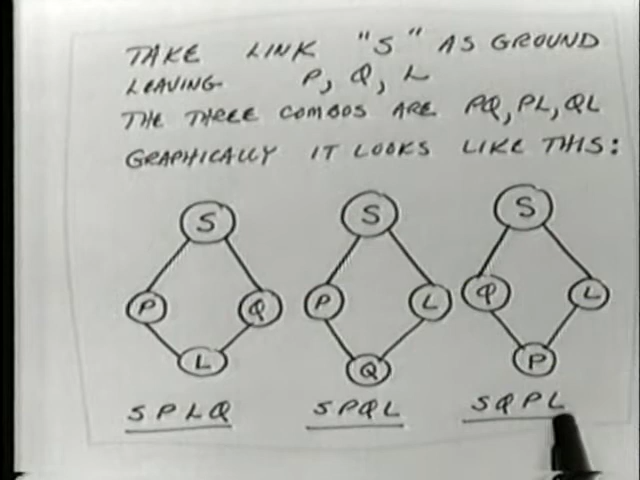 TAKE LINK "S" AS GROUND
LEAVING P, Q, L
THE THREE COMBOS ARE PQ, PL, QL
GRAPHICALLY IT LOOKS LIKE THIS:
S S S
P Q P L Q L
L Q P
SPLQ SPQL SQPL